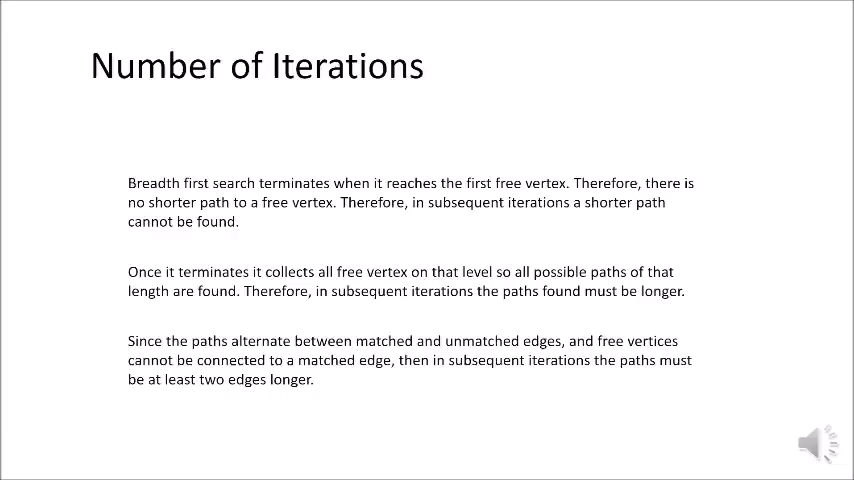 Number of Iterations
Breadth first search terminates when it reaches the first free vertex. Therefore, there is
no shorter path to a free vertex. Therefore, in subsequent iterations a shorter path
cannot be found.
Once it terminates it collects all free vertex on that level so all possible paths of that
length are found. Therefore, in subsequent iterations the paths found must be longer.
Since the paths alternate between matched and unmatched edges, and free vertices
cannot be connected to a matched edge, then in subsequent iterations the paths must
be at least two edges longer.